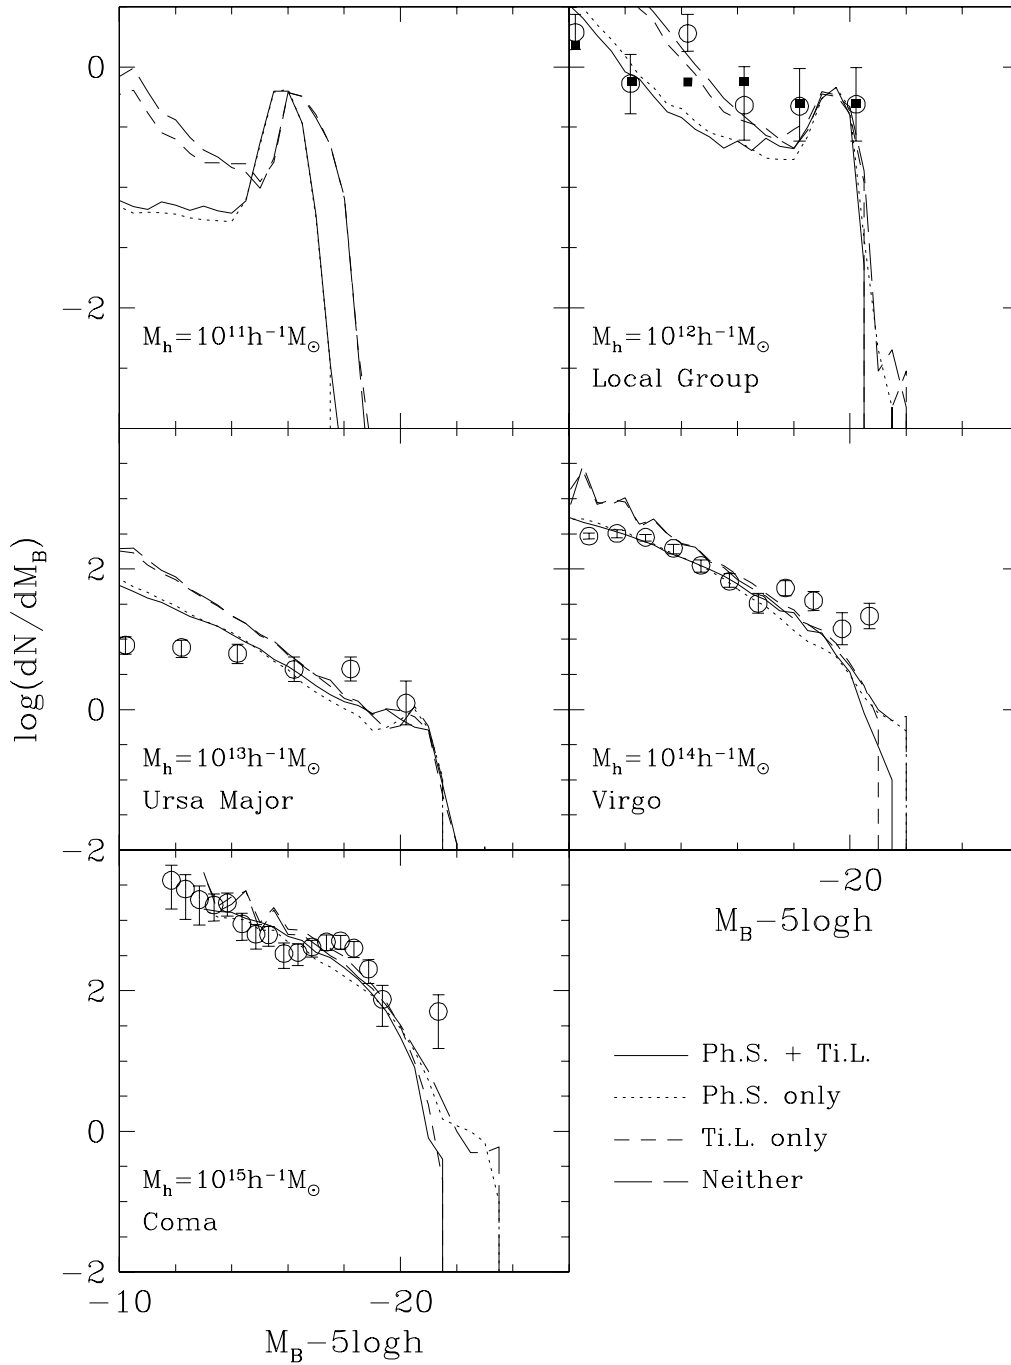 0
−2
M_h=10^11h^−1M_⊙
M_h=10^12h^−1M_⊙
Local Group
log(dN/dM_B)
2
0
−2
M_h=10^13h^−1M_⊙
Ursa Major
M_h=10^14h^−1M_⊙
Virgo
−20
M_B−5logh
2
0
−2
M_h=10^15h^−1M_⊙
Coma
−10
−20
M_B−5logh
Ph.S. + Ti.L.
Ph.S. only
Ti.L. only
Neither